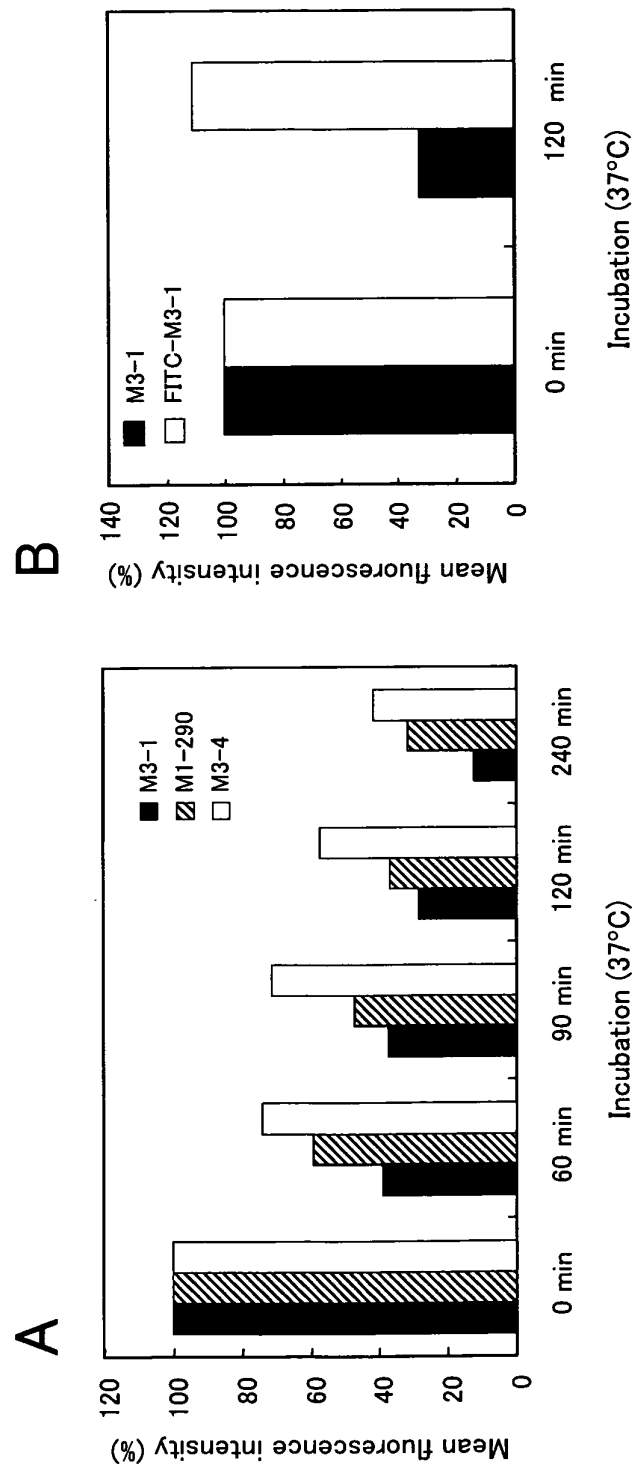 A
Mean fluorescence intensity (%)
120
100
80
60
40
20
0
M3-1
M1-290
M3-4
0 min
60 min
90 min
120 min
240 min
Incubation (37°C)
B
Mean fluorescence intensity (%)
140
120
100
80
60
40
20
0
M3-1
FITC-M3-1
0 min
120 min
Incubation (37°C)